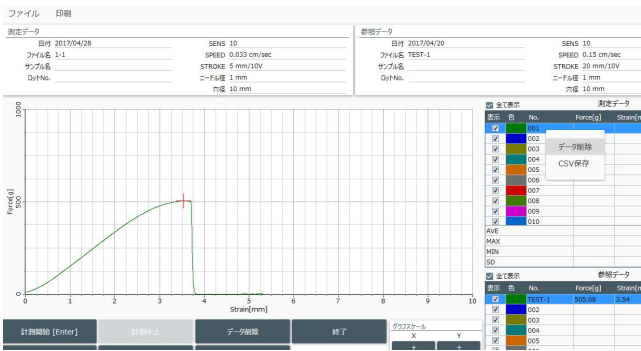 ファイル 印刷
測定データ
日付 2017/04/28 SENS 10
ファイル名 1-1 SPEED 0.033 cm/sec
サンプル名 STROKE 5 mm/10V
ロットNo. ニードル径 1 mm
穴径 10 mm
参照データ
日付 2017/04/20 SENS 10
ファイル名 TEST-1 SPEED 0.15 cm/sec
サンプル名 STROKE 20 mm/10V
ロットNo. ニードル径 1 mm
穴径 10 mm
1000
500
0
Force[g]
0 1 2 3 4 5 6 7 8 9 10
Strain[mm]
全て表示 測定データ
表示 色 No. Force[g] Strain[m
001
002
003
004
005
006
007
008
009
010
AVE
MAX
MIN
SD
データ削除
CSV保存
全て表示 参照データ
表示 色 No. Force[g] Strain[m
TEST-1 505.08 3.54
002
003
004
005
計測開始 [Enter] 計測中止 データ削除 終了
グラフスケール
X Y
+ +